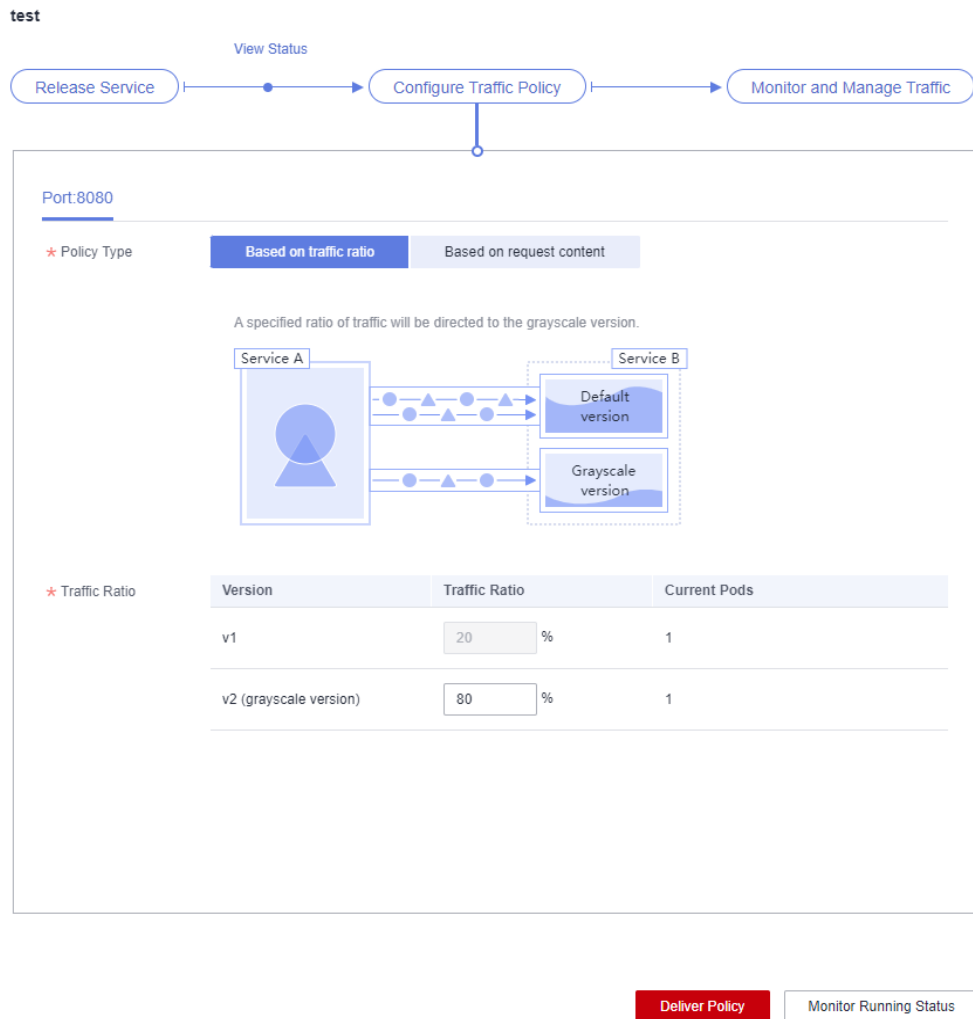 test
View Status
Release Service
Configure Traffic Policy
Monitor and Manage Traffic
Port:8080
* Policy Type
Based on traffic ratio
Based on request content
A specified ratio of traffic will be directed to the grayscale version.
Service A
Service B
Default
version
Grayscale
version
* Traffic Ratio
Version Traffic Ratio Current Pods
v1 20 % 1
v2 (grayscale version) 80 % 1
Deliver Policy
Monitor Running Status